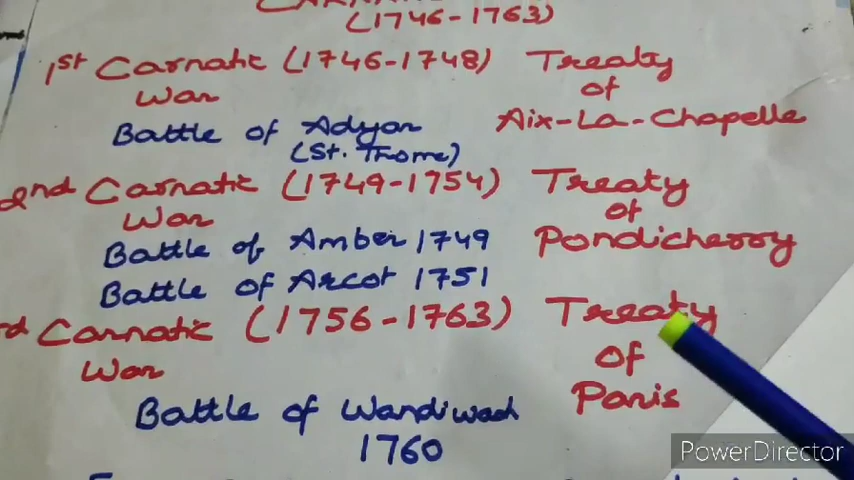 (1746-1763)
1st Carnatic (1746-1748) Treaty
War of
Battle of Adyar Aix-La-Chapelle
(St. Thome)
2nd Carnatic (1749-1754) Treaty
War of
Battle of Amber 1749 Pondicherry
Battle of Arcot 1751
rd Carnatic (1756-1763) Treaty
War of
Battle of Wandiwash Paris
1760
PowerDirector